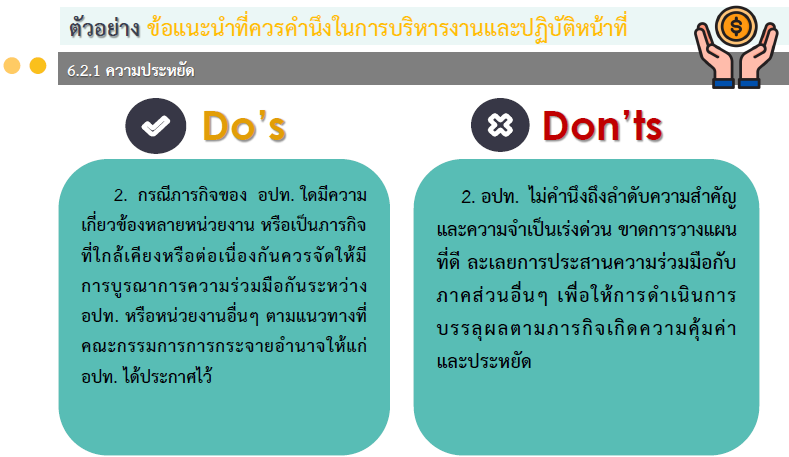 ตัวอย่าง ข้อแนะนำที่ควรคำนึงในการบริหารงานและปฏิบัติหน้าที่
6.2.1 ความประหยัด
Do's
2. กรณีภารกิจของ อปท. ใดมีความ
เกี่ยวข้องหลายหน่วยงาน หรือเป็นภารกิจ
ที่ใกล้เคียงหรือต่อเนื่องกันควรจัดให้มี
การบูรณาการความร่วมมือกันระหว่าง
อปท. หรือหน่วยงานอื่นๆ ตามแนวทางที่
คณะกรรมการการกระจายอำนาจให้แก่
อปท. ได้ประกาศไว้
Don'ts
2. อปท. ไม่คำนึงถึงลำดับความสำคัญ
และความจำเป็นเร่งด่วน ขาดการวางแผน
ที่ดี ละเลยการประสานความร่วมมือกับ
ภาคส่วนอื่นๆ เพื่อให้การดำเนินการ
บรรลุผลตามภารกิจเกิดความคุ้มค่า
และประหยัด